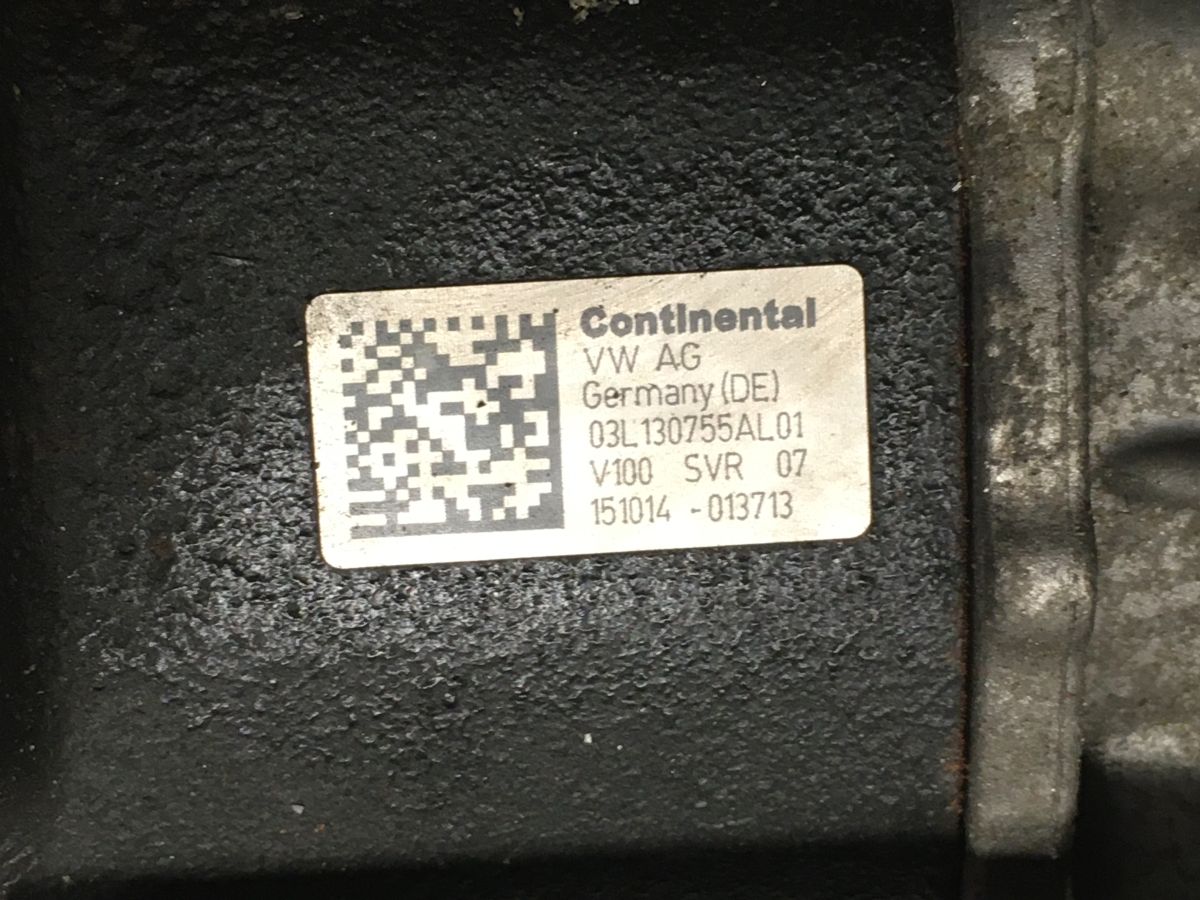 Continental
VW AG
Germany (DE)
03L130755AL01
V100 SVR 07
151014 -013713